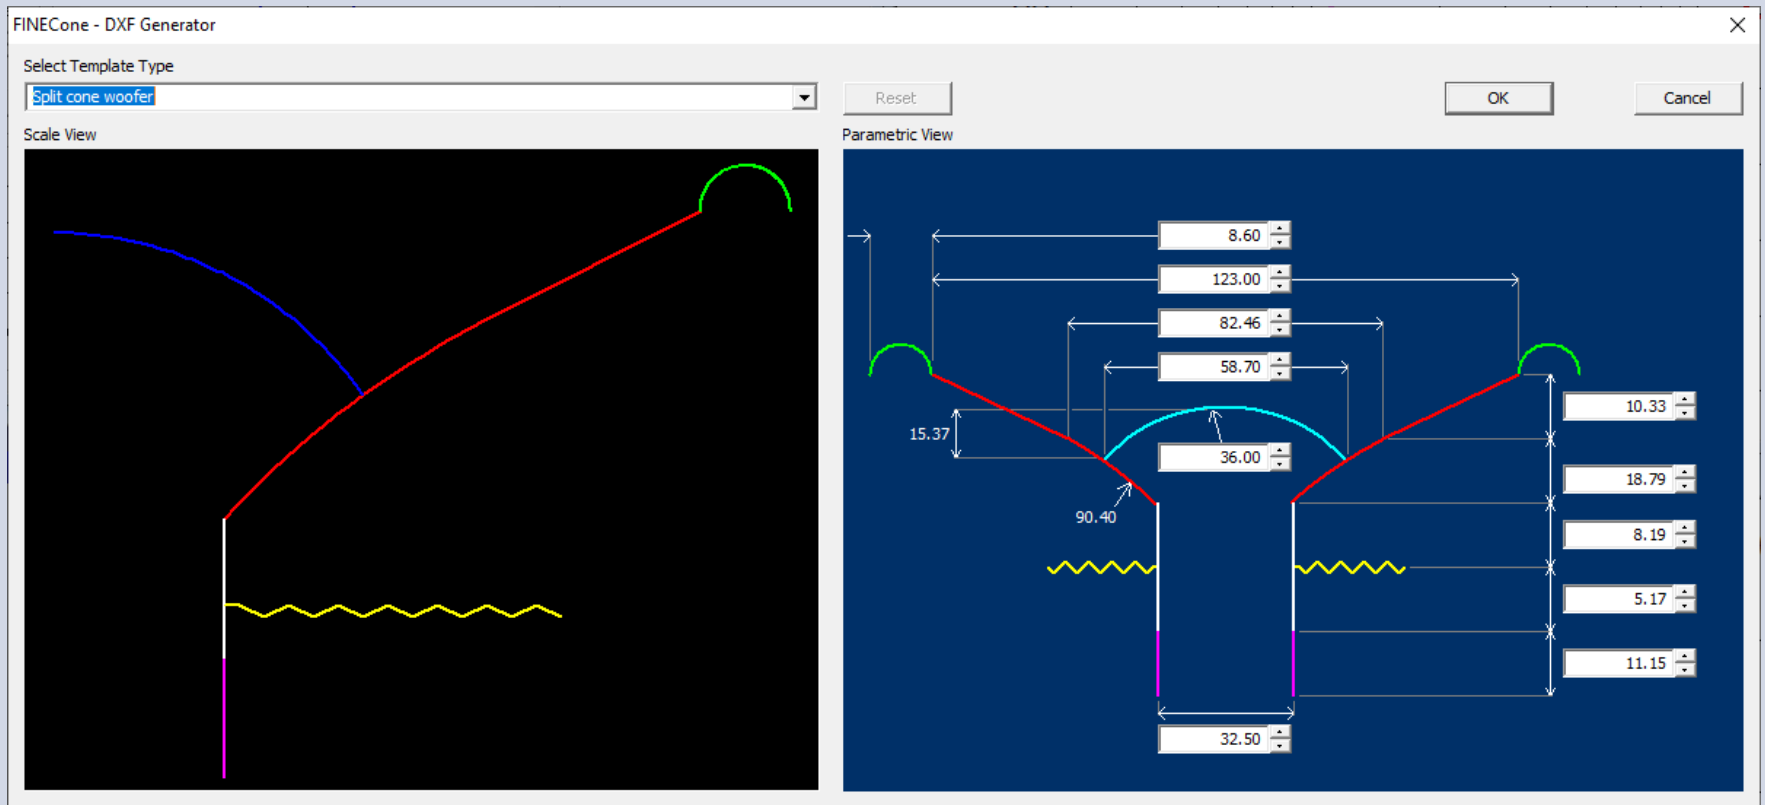 FINECone - DXF Generator
Select Template Type
Split cone woofer
Reset
OK
Cancel
Scale View
Parametric View
8.60
123.00
82.46
58.70
10.33
15.37
36.00
18.79
90.40
8.19
5.17
11.15
32.50